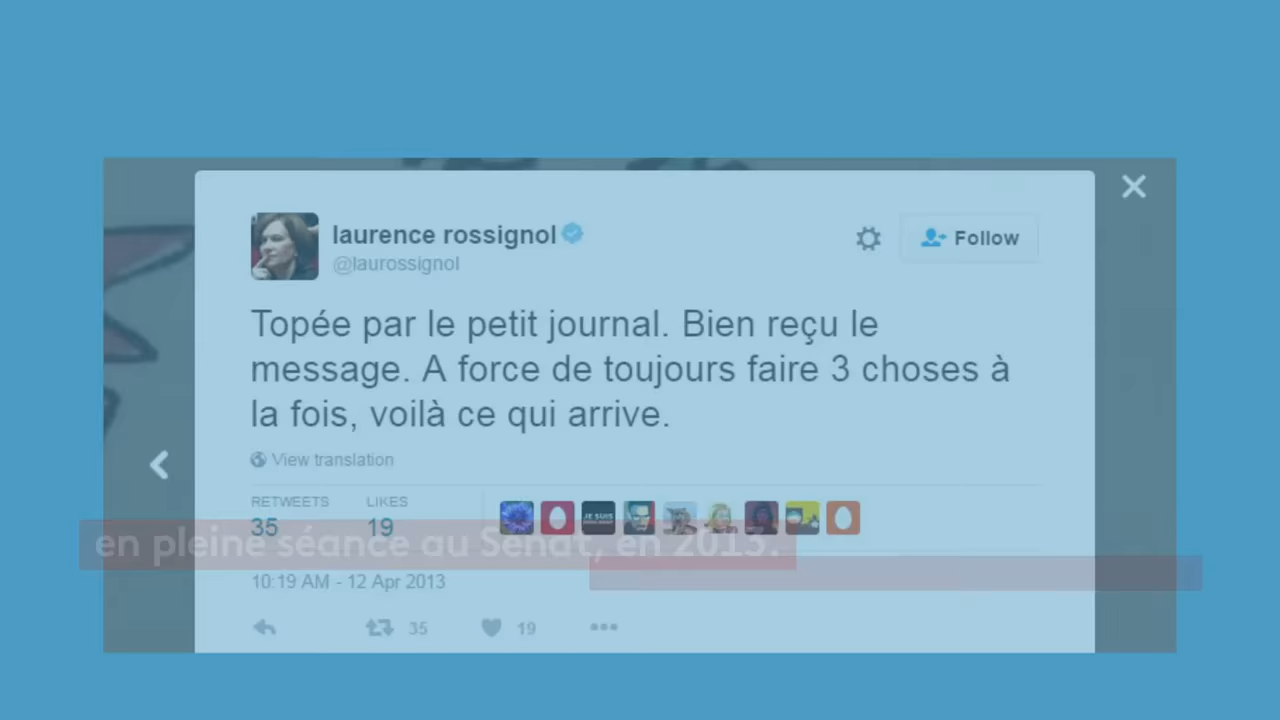 laurence rossignol
@laurossignol
Follow
Topée par le petit journal. Bien reçu le
message. A force de toujours faire 3 choses à
la fois, voilà ce qui arrive.
View translation
RETWEETS LIKES
35 19
JE SUIS
en pleine séance au Sénat, en 2013.
10:19 AM - 12 Apr 2013
35 19